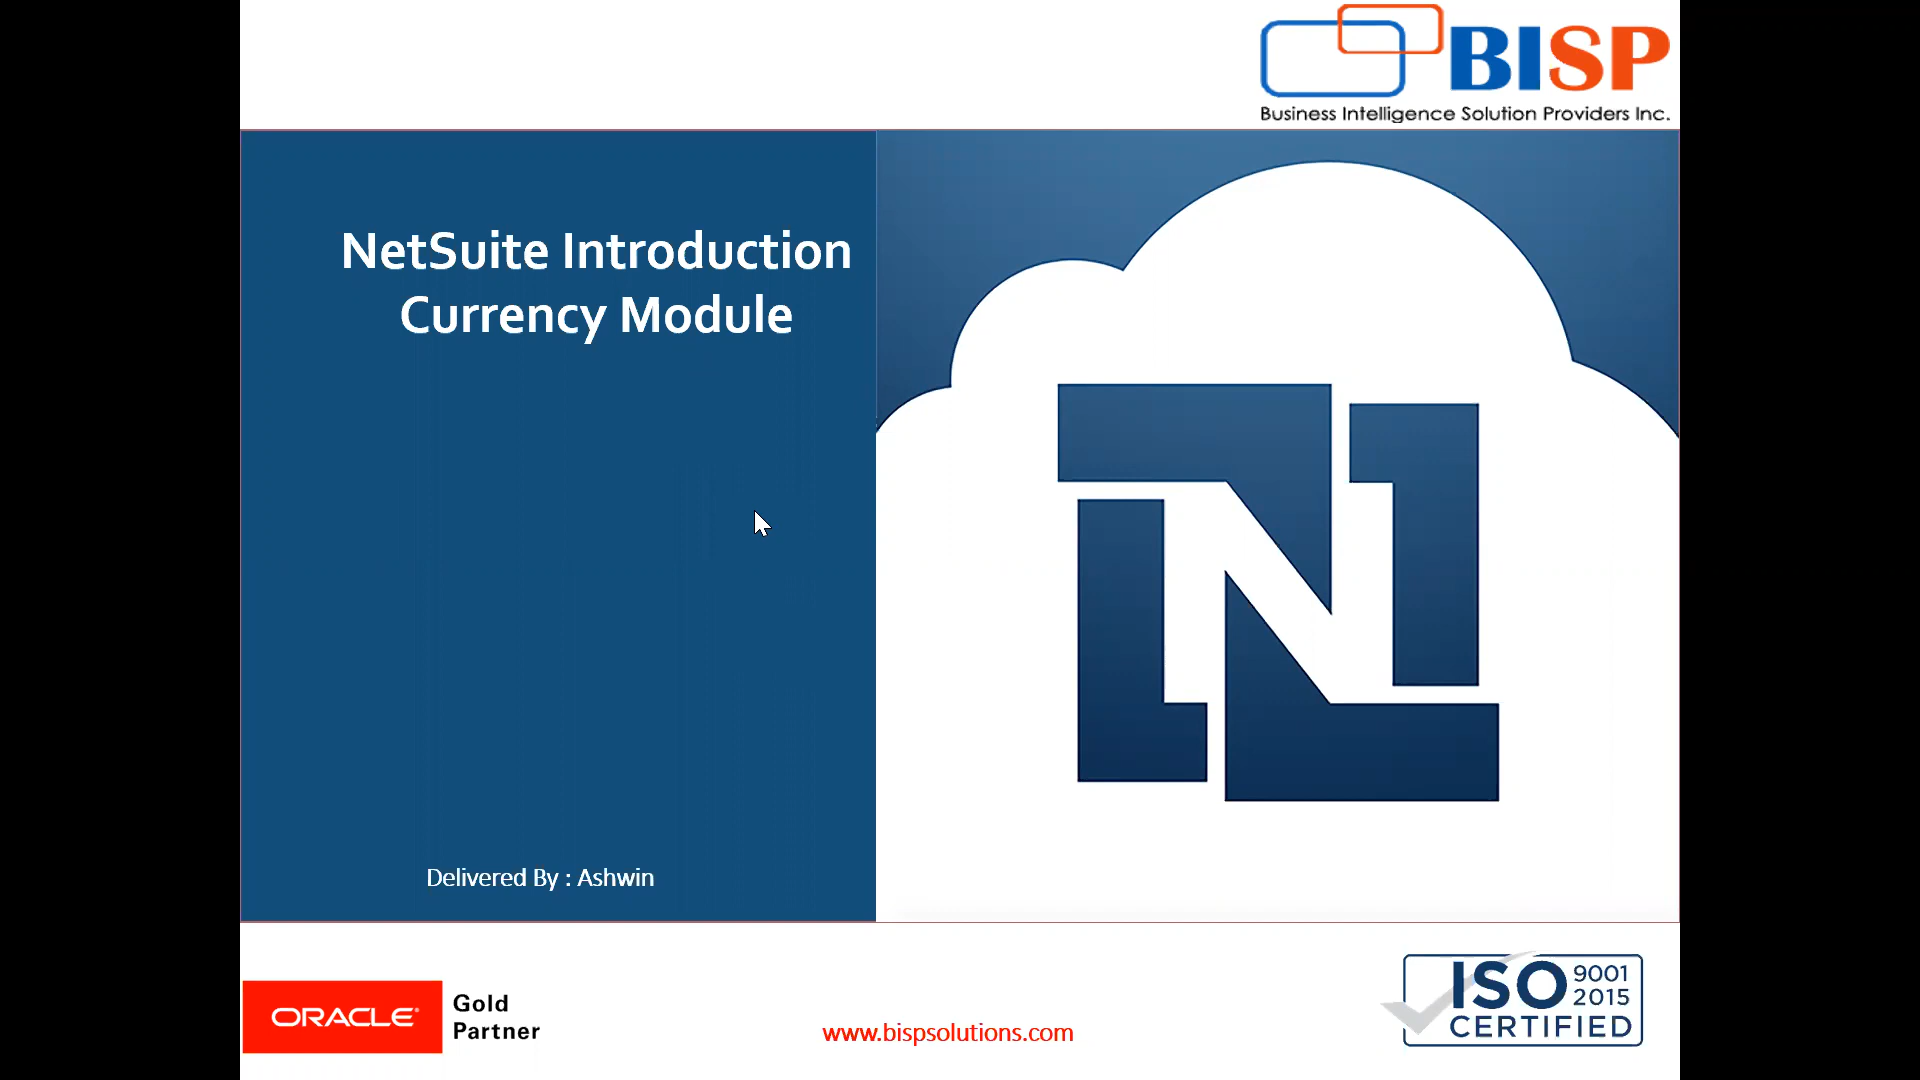 BISP
Business Intelligence Solution Providers Inc.
NetSuite Introduction
Currency Module
N
Delivered By : Ashwin
ORACLE
Gold
Partner
www.bispsolutions.com
ISO 9001
2015
CERTIFIED